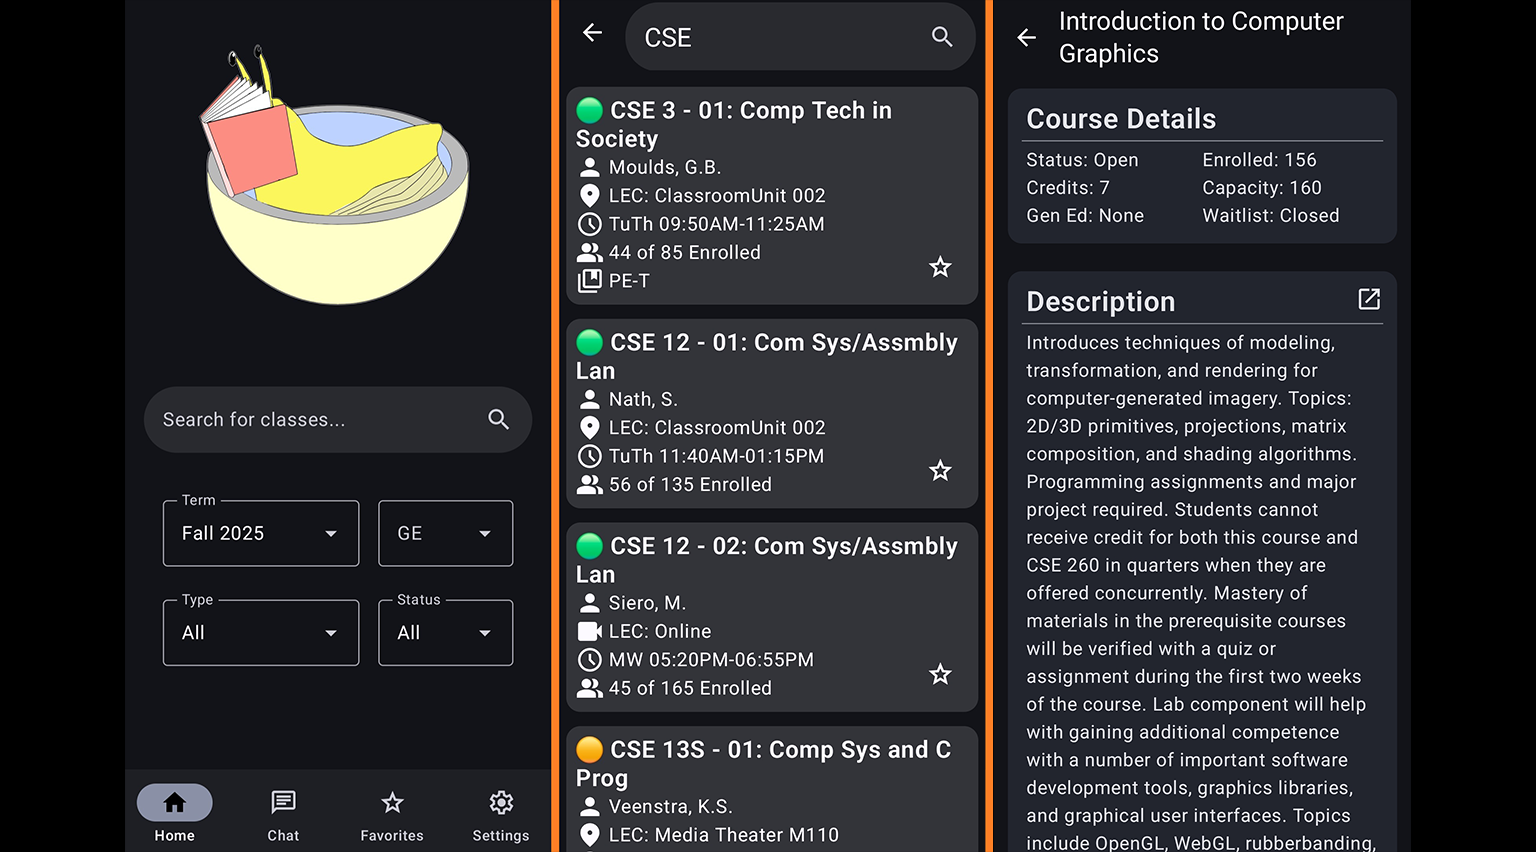 Search for classes...
Term
Fall 2025
GE
Type
All
Status
All
Home
Chat
Favorites
Settings
CSE
CSE 3 - 01: Comp Tech in
Society
Moulds, G.B.
LEC: ClassroomUnit 002
TuTh 09:50AM-11:25AM
44 of 85 Enrolled
PE-T
CSE 12 - 01: Com Sys/Assmbly
Lan
Nath, S.
LEC: ClassroomUnit 002
TuTh 11:40AM-01:15PM
56 of 135 Enrolled
CSE 12 - 02: Com Sys/Assmbly
Lan
Siero, M.
LEC: Online
MW 05:20PM-06:55PM
45 of 165 Enrolled
CSE 13S - 01: Comp Sys and C
Prog
Veenstra, K.S.
LEC: Media Theater M110
Introduction to Computer
Graphics
Course Details
Status: Open
Enrolled: 156
Credits: 7
Capacity: 160
Gen Ed: None
Waitlist: Closed
Description
Introduces techniques of modeling,
transformation, and rendering for
computer-generated imagery. Topics:
2D/3D primitives, projections, matrix
composition, and shading algorithms.
Programming assignments and major
project required. Students cannot
receive credit for both this course and
CSE 260 in quarters when they are
offered concurrently. Mastery of
materials in the prerequisite courses
will be verified with a quiz or
assignment during the first two weeks
of the course. Lab component will help
with gaining additional competence
with a number of important software
development tools, graphics libraries,
and graphical user interfaces. Topics
include OpenGL, WebGL, rubberbanding,